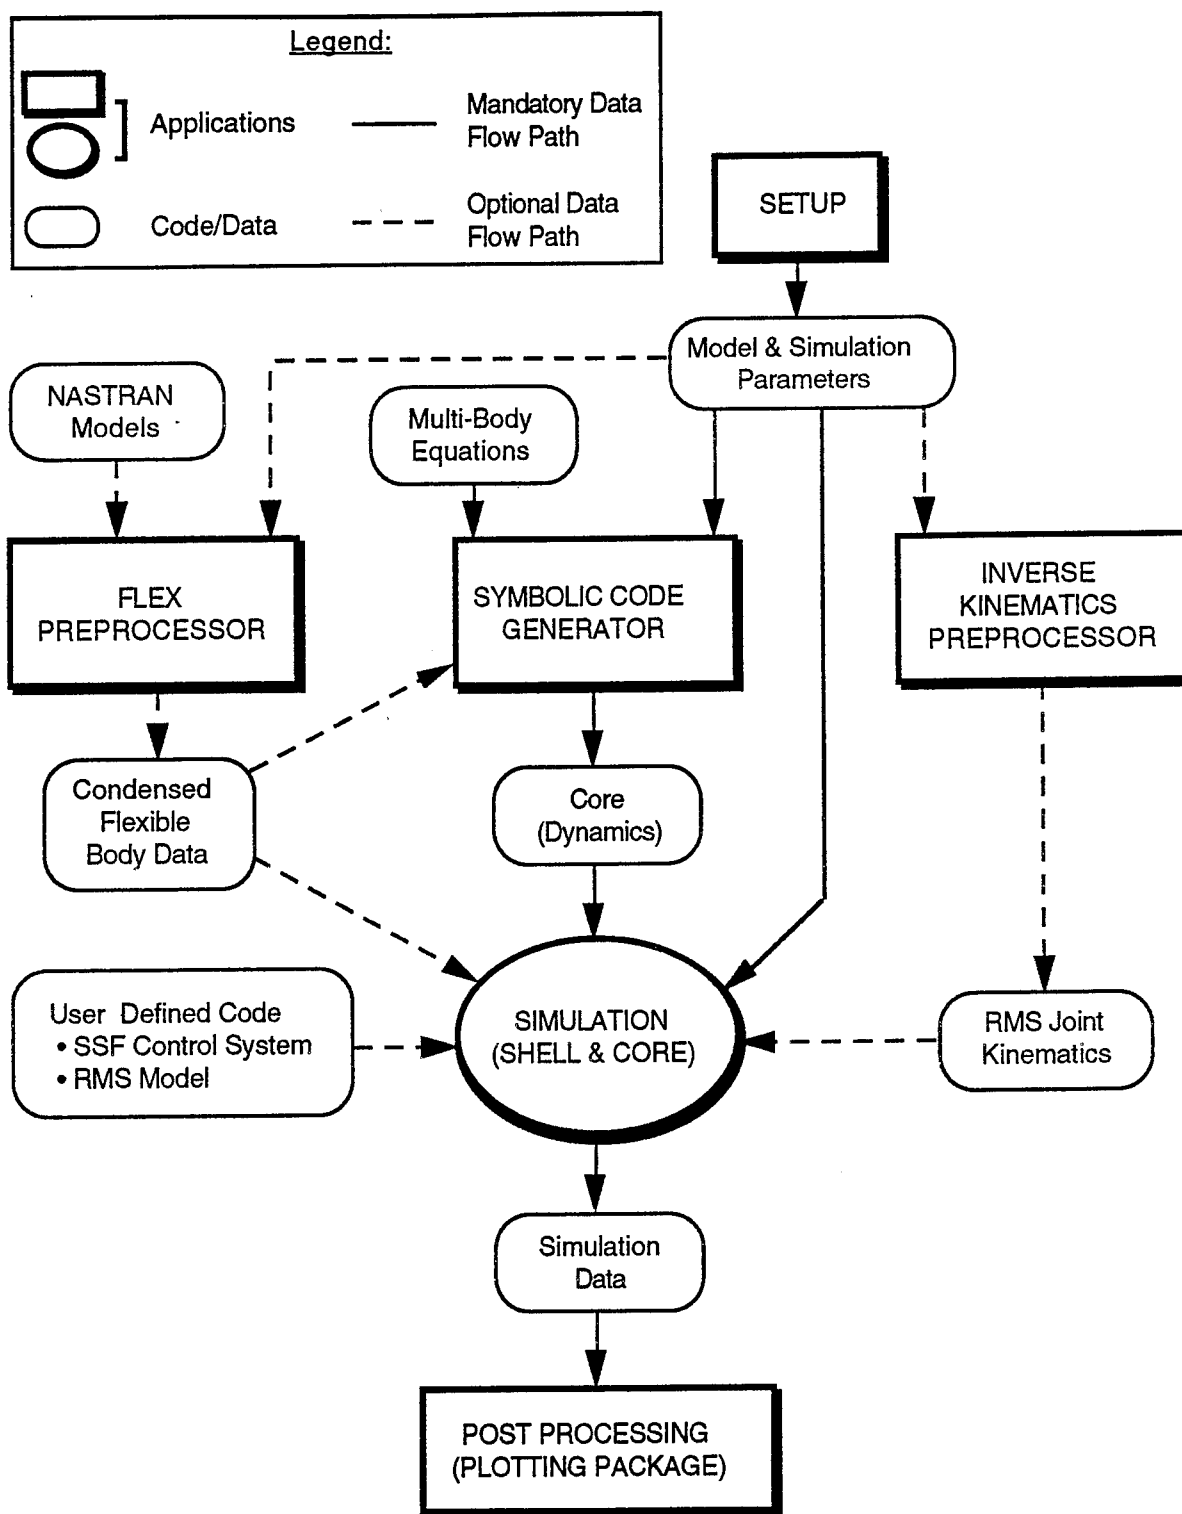 Legend:
Applications
Mandatory Data
Flow Path
Code/Data
Optional Data
Flow Path
SETUP
Model & Simulation
Parameters
NASTRAN
Models
Multi-Body
Equations
FLEX
PREPROCESSOR
SYMBOLIC CODE
GENERATOR
INVERSE
KINEMATICS
PREPROCESSOR
Condensed
Flexible
Body Data
Core
(Dynamics)
User Defined Code
• SSF Control System
• RMS Model
SIMULATION
(SHELL & CORE)
RMS Joint
Kinematics
Simulation
Data
POST PROCESSING
(PLOTTING PACKAGE)